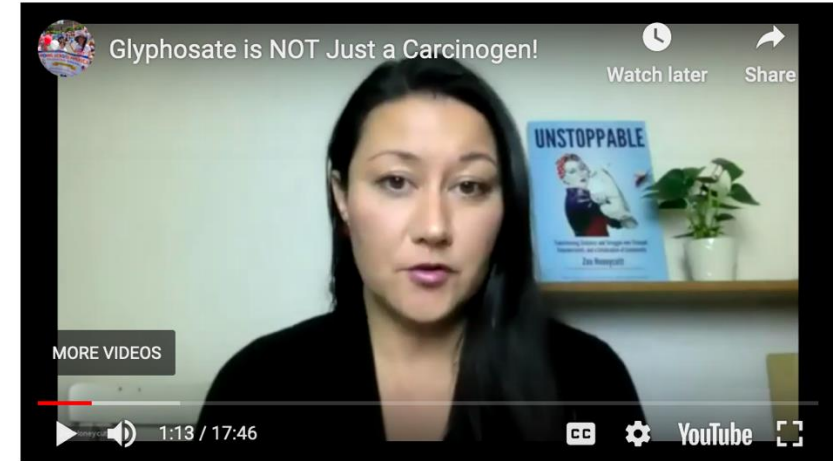 Glyphosate is NOT Just a Carcinogen!
Watch later
Share
UNSTOPPABLE
Zen Honeycutt
MORE VIDEOS
1:13 / 17:46
CC
YouTube